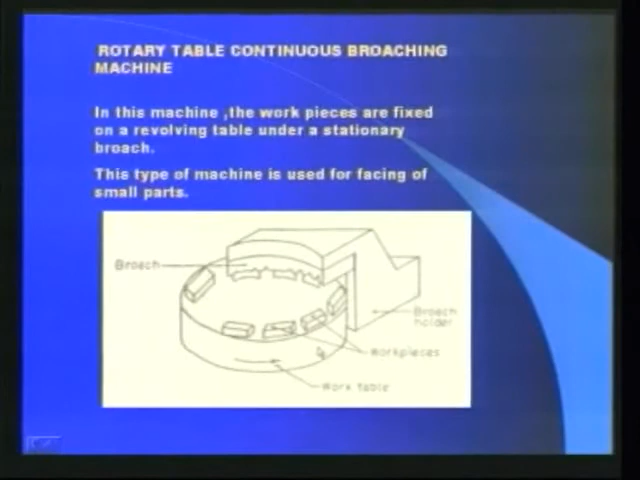 ROTARY TABLE CONTINUOUS BROACHING
MACHINE
In this machine ,the work pieces are fixed
on a revolving table under a stationary
broach.
This type of machine is used for facing of
small parts.
Broach
Broach
holder
Workpieces
Work table